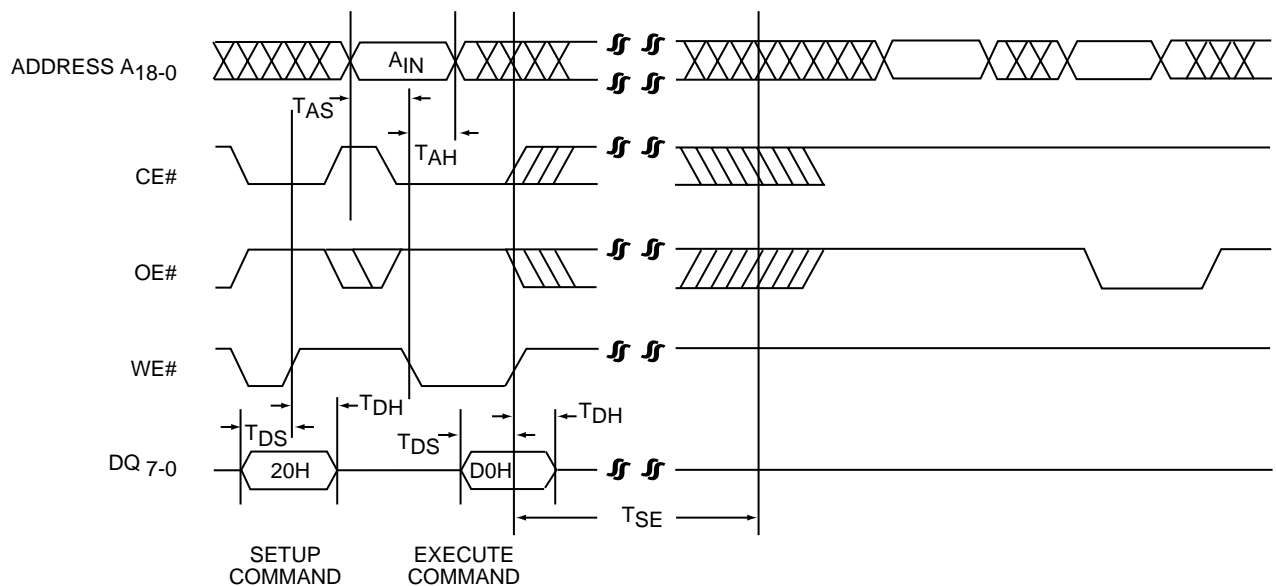 ADDRESS A18-0
AIN
TAS
TAH
CE#
OE#
WE#
TDH
TDS
TDS
TDH
DQ 7-0
20H
D0H
TSE
SETUP
COMMAND
EXECUTE
COMMAND